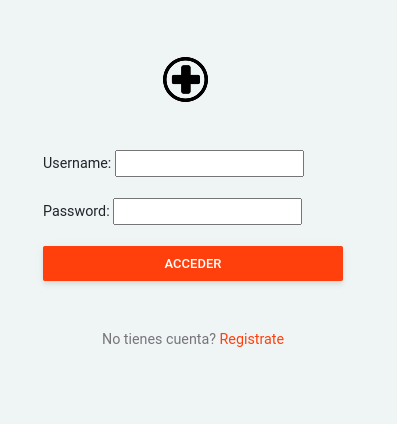 Username:
Password:
ACCEDER
No tienes cuenta? Registrate